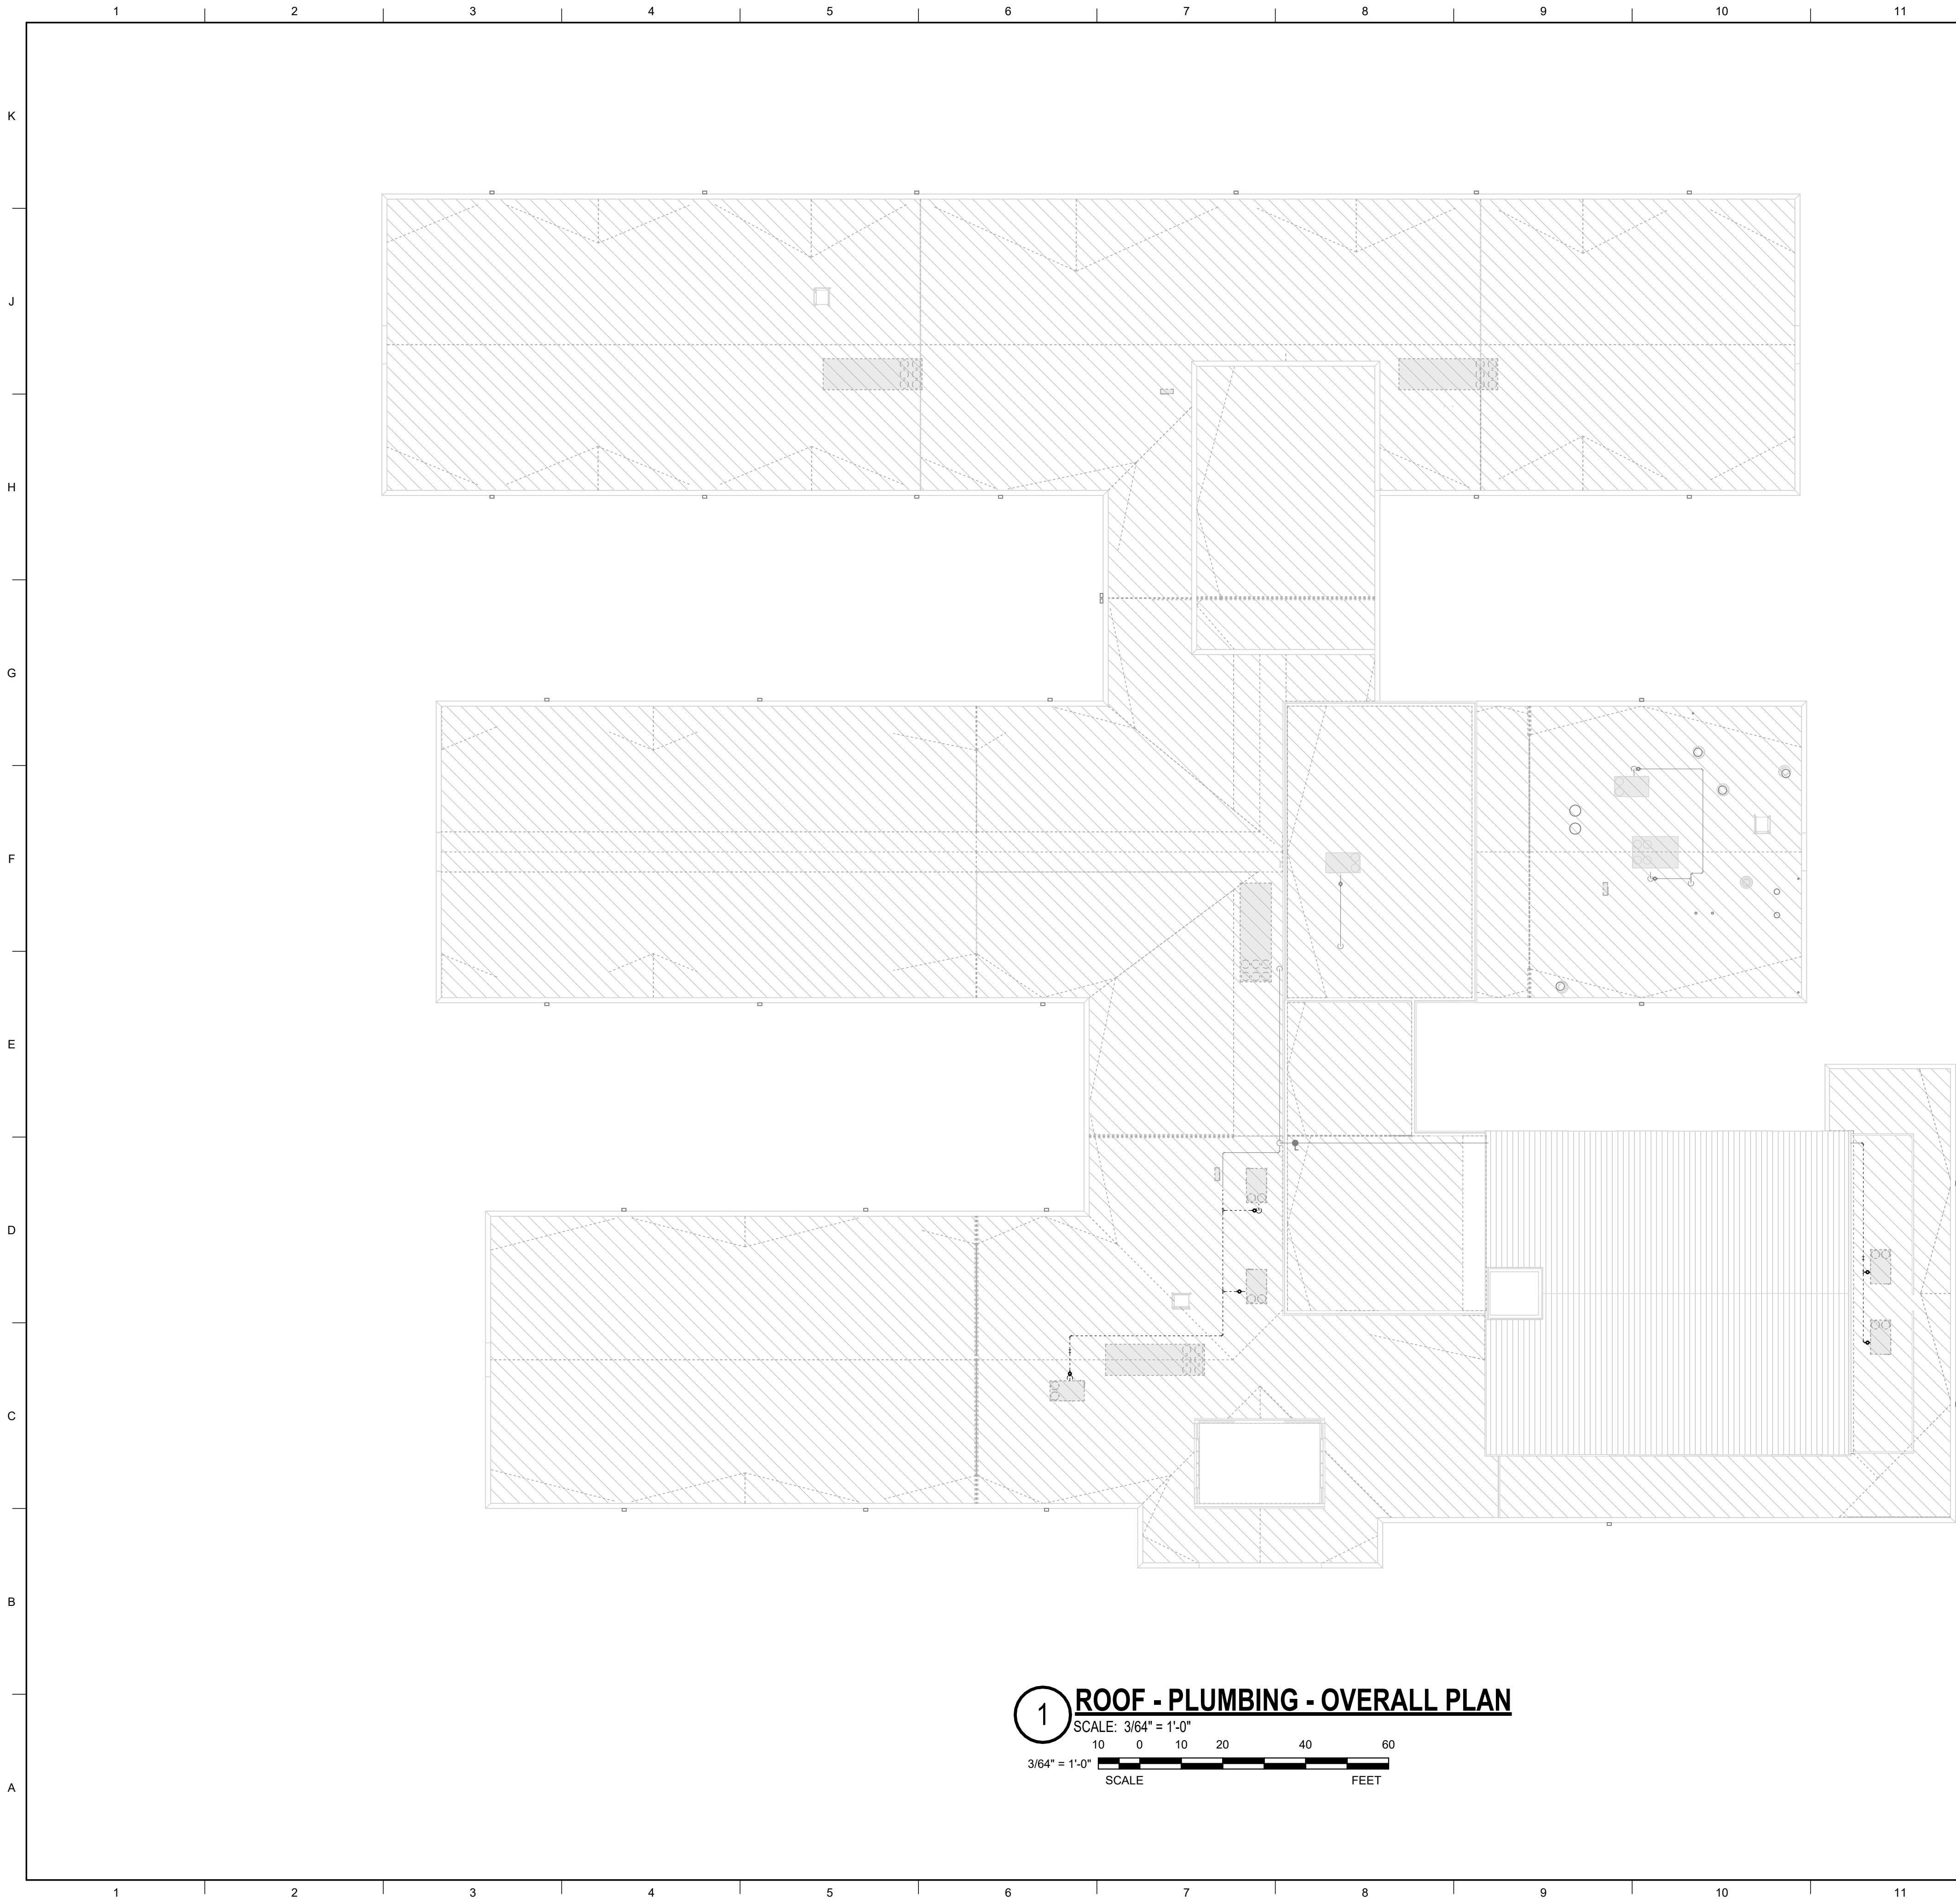 1 2 3 4 5 6 7 8 9 10 11
K
J
H
G
F
E
D
C
B
A
1 ROOF - PLUMBING - OVERALL PLAN
SCALE: 3/64" = 1'-0"
10 0 10 20 40 60
3/64" = 1'-0"
SCALE FEET
1 2 3 4 5 6 7 8 9 10 11